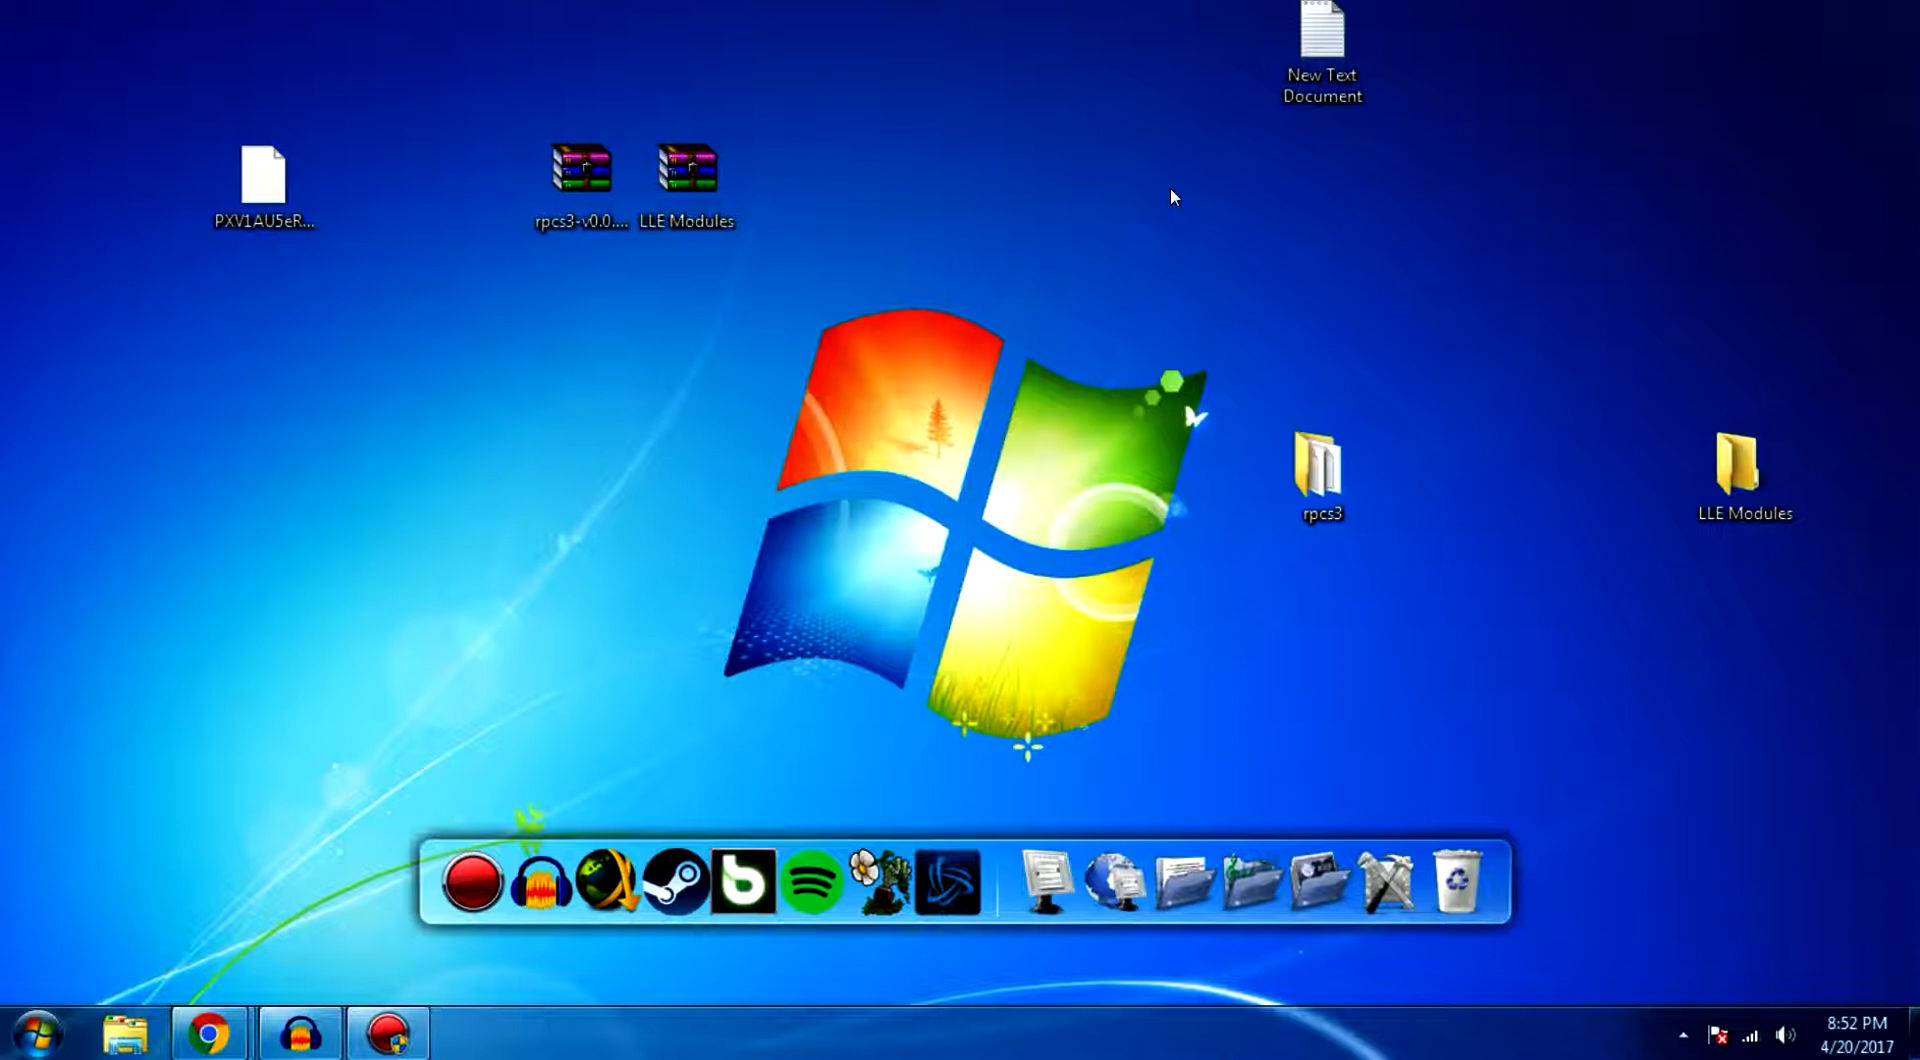 New Text
Document
PXV1AU5eR...
rpcs3-v0.0....
LLE Modules
rpcs3
LLE Modules
8:52 PM
4/20/2017